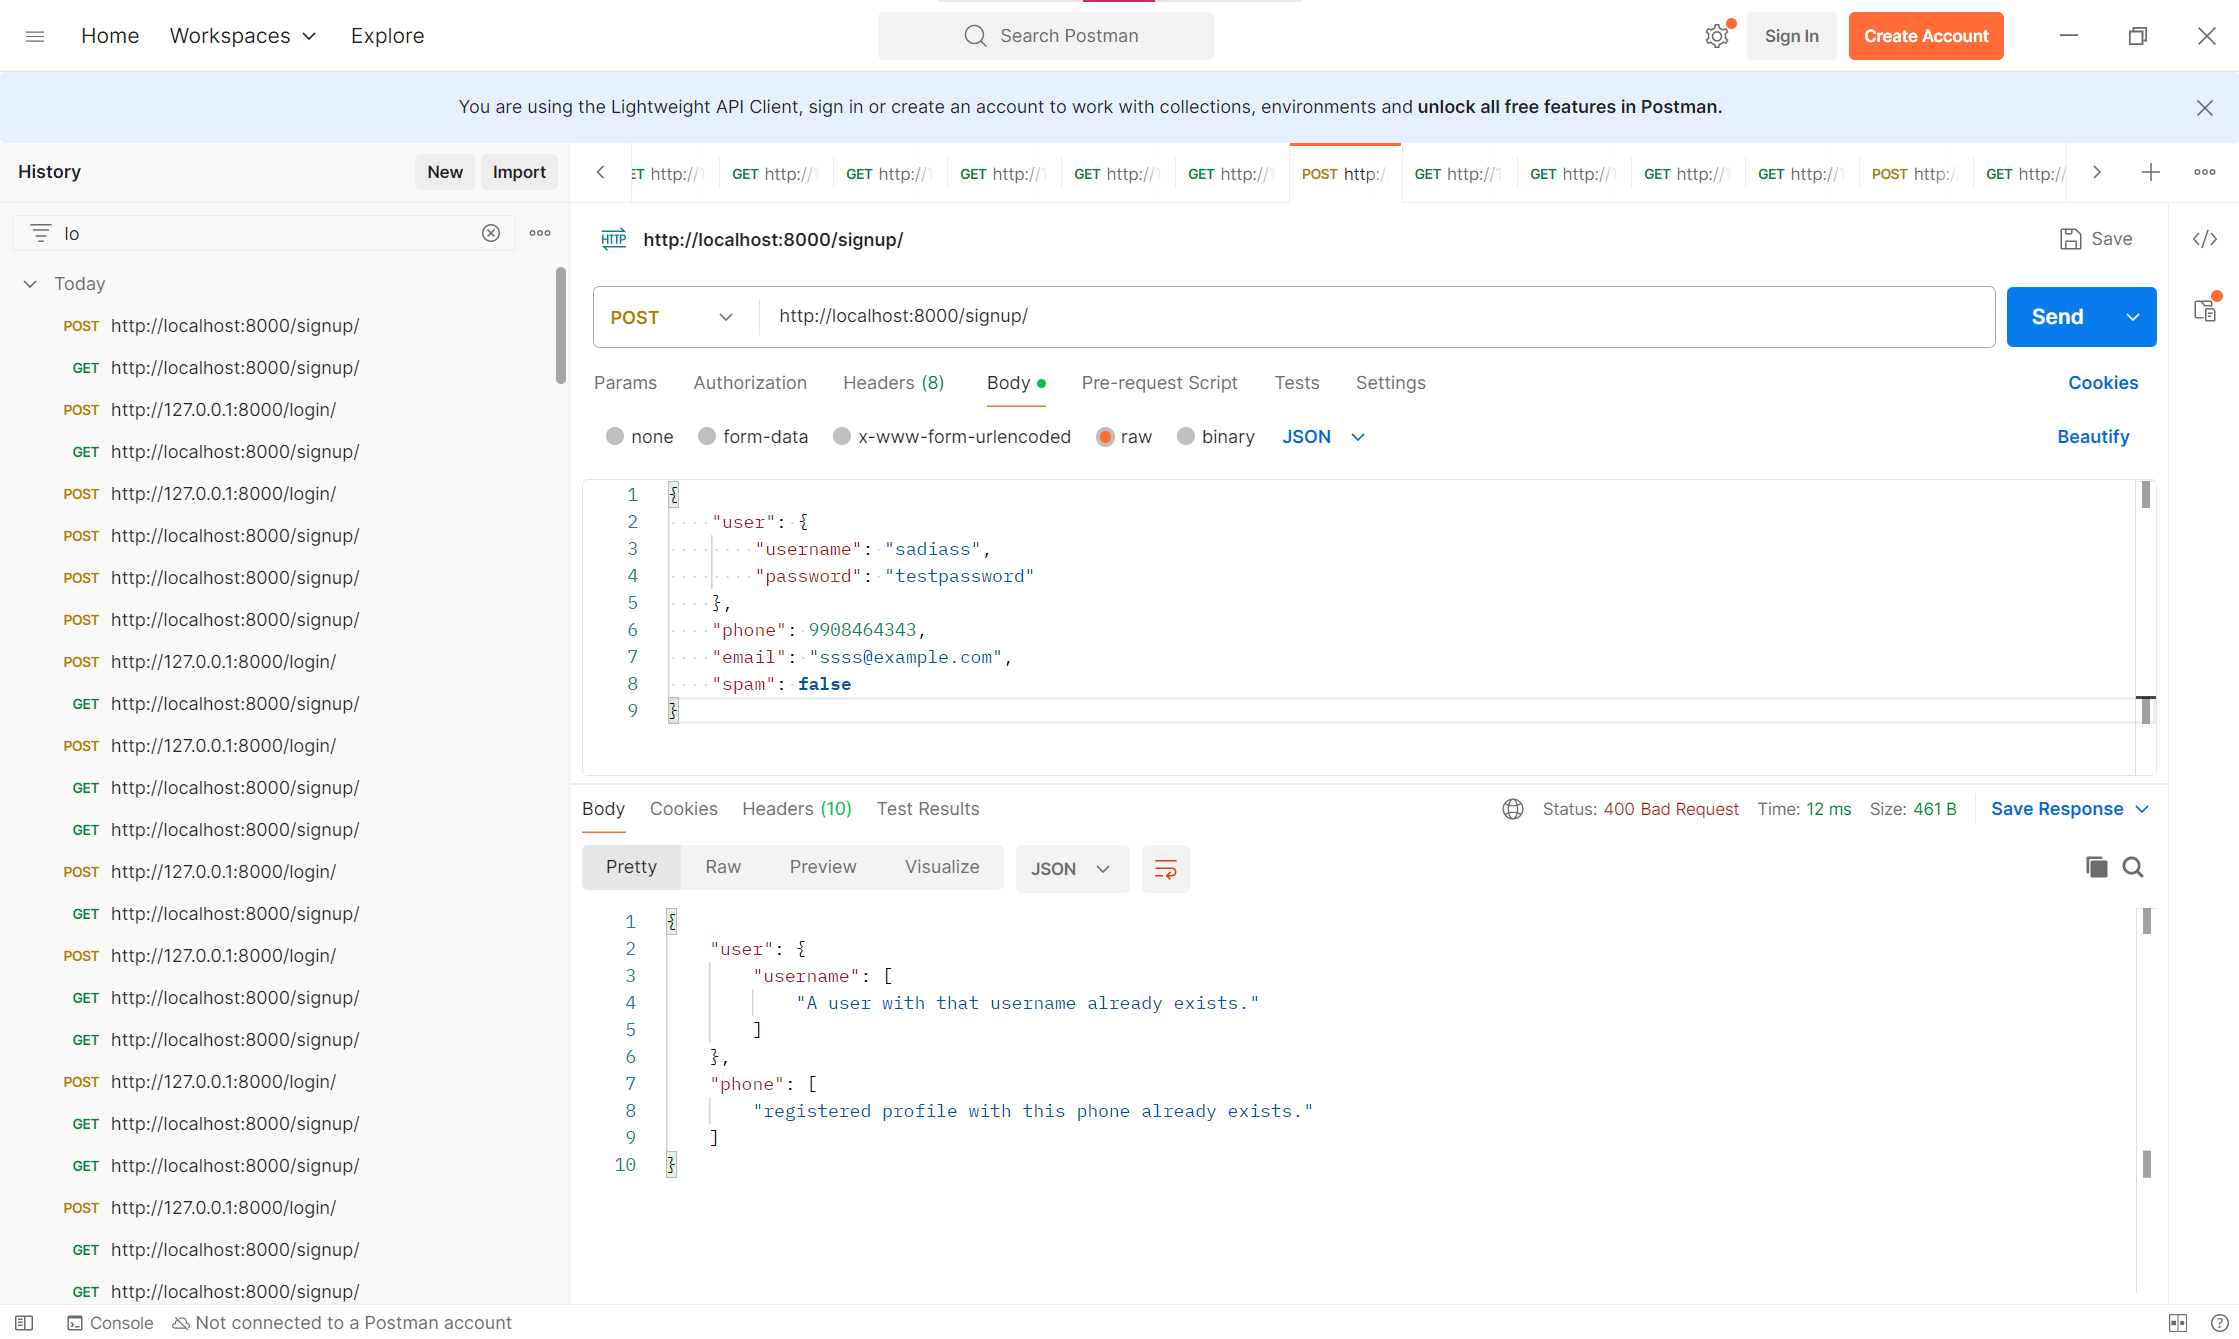 Home Workspaces Explore Search Postman Sign In Create Account
You are using the Lightweight API Client, sign in or create an account to work with collections, environments and unlock all free features in Postman.
History New Import
ET http://1 GET http://1 GET http://1 GET http://1 GET http://1 GET http://1 POST http:/ GET http://1 GET http://1 GET http://1 GET http://1 POST http:/ GET http://
lo
Today
POST http://localhost:8000/signup/
GET http://localhost:8000/signup/
POST http://127.0.0.1:8000/login/
GET http://localhost:8000/signup/
POST http://127.0.0.1:8000/login/
POST http://localhost:8000/signup/
POST http://localhost:8000/signup/
POST http://localhost:8000/signup/
POST http://127.0.0.1:8000/login/
GET http://localhost:8000/signup/
POST http://127.0.0.1:8000/login/
GET http://localhost:8000/signup/
GET http://localhost:8000/signup/
POST http://127.0.0.1:8000/login/
GET http://localhost:8000/signup/
POST http://127.0.0.1:8000/login/
GET http://localhost:8000/signup/
GET http://localhost:8000/signup/
POST http://127.0.0.1:8000/login/
GET http://localhost:8000/signup/
GET http://localhost:8000/signup/
POST http://127.0.0.1:8000/login/
GET http://localhost:8000/signup/
GET http://localhost:8000/signup/
HTTP http://localhost:8000/signup/ Save </>
POST http://localhost:8000/signup/ Send
Params Authorization Headers (8) Body Pre-request Script Tests Settings Cookies
none form-data x-www-form-urlencoded raw binary JSON Beautify
1 {
2 "user": {
3 "username": "sadiass",
4 "password": "testpassword"
5 },
6 "phone": 9908464343,
7 "email": "ssss@example.com",
8 "spam": false
9 }
Body Cookies Headers (10) Test Results Status: 400 Bad Request Time: 12 ms Size: 461 B Save Response
Pretty Raw Preview Visualize JSON
1 {
2 "user": {
3 "username": [
4 "A user with that username already exists."
5 ]
6 },
7 "phone": [
8 "registered profile with this phone already exists."
9 ]
10 }
Console Not connected to a Postman account